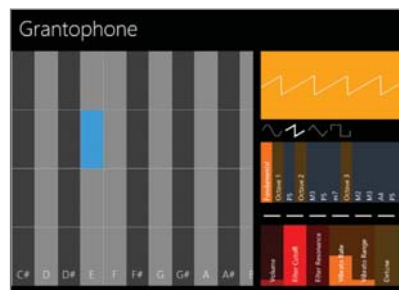 Grantophone
Fundamental
Octave 1
P5
Octave 2
M3
P5
m7
Octave 3
M2
M3
A4
P5
C# D D# E F F# G G# A A# B
Volume
Filter Cutoff
Filter Resonance
Vibrato Rate
Vibrato Range
Detune